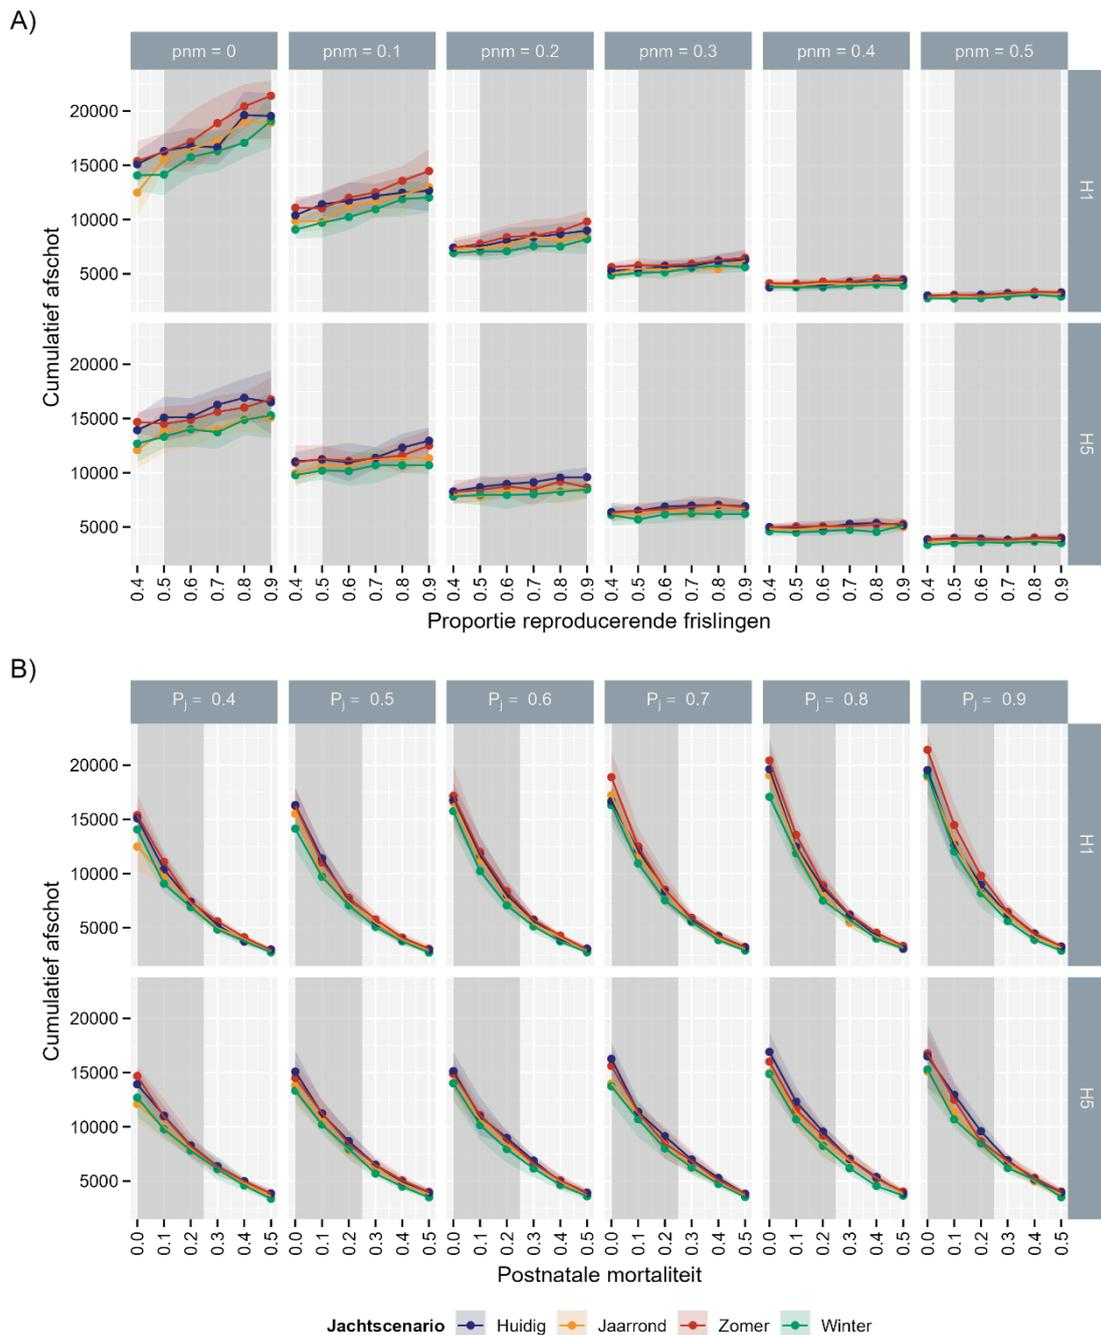 A)
pnm = 0 pnm = 0.1 pnm = 0.2 pnm = 0.3 pnm = 0.4 pnm = 0.5
Cumulatief afschot
20000
15000
10000
5000
H1
20000
15000
10000
5000
H5
0.4 0.5 0.6 0.7 0.8 0.9 0.4 0.5 0.6 0.7 0.8 0.9 0.4 0.5 0.6 0.7 0.8 0.9 0.4 0.5 0.6 0.7 0.8 0.9 0.4 0.5 0.6 0.7 0.8 0.9 0.4 0.5 0.6 0.7 0.8 0.9
Proportie reproducerende frislingen
B)
Pj = 0.4 Pj = 0.5 Pj = 0.6 Pj = 0.7 Pj = 0.8 Pj = 0.9
Cumulatief afschot
20000
15000
10000
5000
H1
20000
15000
10000
5000
H5
0.0 0.1 0.2 0.3 0.4 0.5 0.0 0.1 0.2 0.3 0.4 0.5 0.0 0.1 0.2 0.3 0.4 0.5 0.0 0.1 0.2 0.3 0.4 0.5 0.0 0.1 0.2 0.3 0.4 0.5 0.0 0.1 0.2 0.3 0.4 0.5
Postnatale mortaliteit
Jachtscenario Huidig Jaarrond Zomer Winter